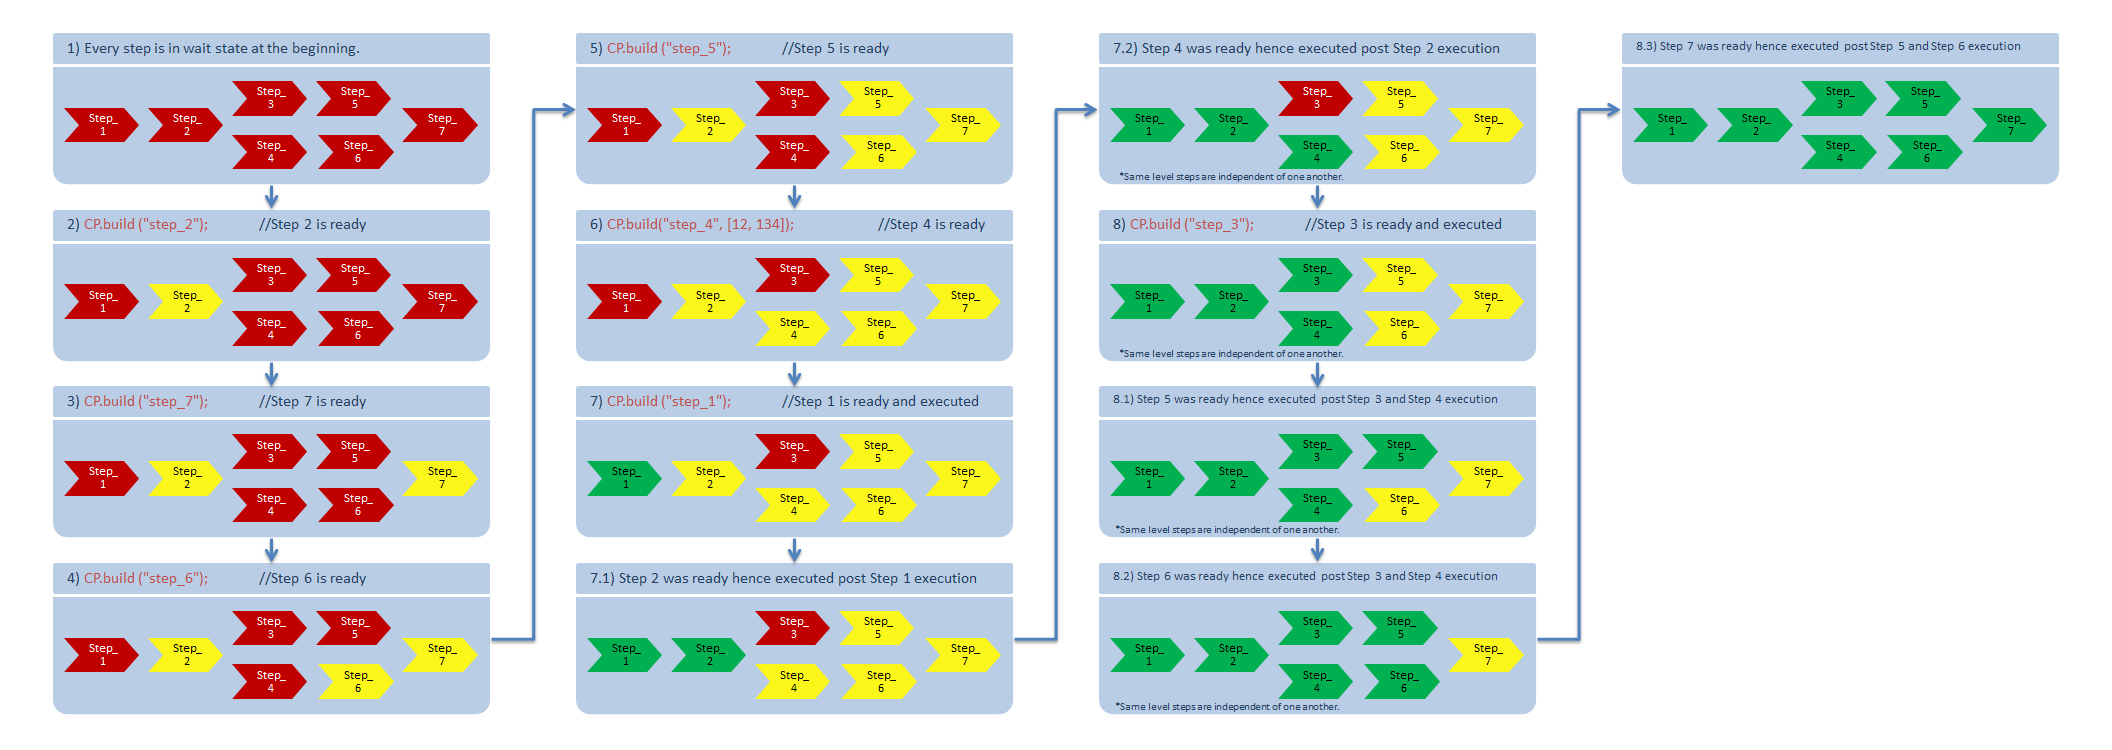 1) Every step is in wait state at the beginning.
Step_
3
Step_
5
Step_
1
Step_
2
Step_
7
Step_
4
Step_
6
2) CP.build ("step_2"); //Step 2 is ready
Step_
3
Step_
5
Step_
1
Step_
2
Step_
7
Step_
4
Step_
6
3) CP.build ("step_7"); //Step 7 is ready
Step_
3
Step_
5
Step_
1
Step_
2
Step_
7
Step_
4
Step_
6
4) CP.build ("step_6"); //Step 6 is ready
Step_
3
Step_
5
Step_
1
Step_
2
Step_
7
Step_
4
Step_
6
5) CP.build ("step_5"); //Step 5 is ready
Step_
3
Step_
5
Step_
1
Step_
2
Step_
7
Step_
4
Step_
6
6) CP.build("step_4", [12, 134]); //Step 4 is ready
Step_
3
Step_
5
Step_
1
Step_
2
Step_
7
Step_
4
Step_
6
7) CP.build ("step_1"); //Step 1 is ready and executed
Step_
3
Step_
5
Step_
1
Step_
2
Step_
7
Step_
4
Step_
6
7.1) Step 2 was ready hence executed post Step 1 execution
Step_
3
Step_
5
Step_
1
Step_
2
Step_
7
Step_
4
Step_
6
7.2) Step 4 was ready hence executed post Step 2 execution
Step_
3
Step_
5
Step_
1
Step_
2
Step_
7
Step_
4
Step_
6
*Same level steps are independent of one another.
8) CP.build ("step_3"); //Step 3 is ready and executed
Step_
3
Step_
5
Step_
1
Step_
2
Step_
7
Step_
4
Step_
6
*Same level steps are independent of one another.
8.1) Step 5 was ready hence executed post Step 3 and Step 4 execution
Step_
3
Step_
5
Step_
1
Step_
2
Step_
7
Step_
4
Step_
6
*Same level steps are independent of one another.
8.2) Step 6 was ready hence executed post Step 3 and Step 4 execution
Step_
3
Step_
5
Step_
1
Step_
2
Step_
7
Step_
4
Step_
6
*Same level steps are independent of one another.
8.3) Step 7 was ready hence executed post Step 5 and Step 6 execution
Step_
3
Step_
5
Step_
1
Step_
2
Step_
7
Step_
4
Step_
6